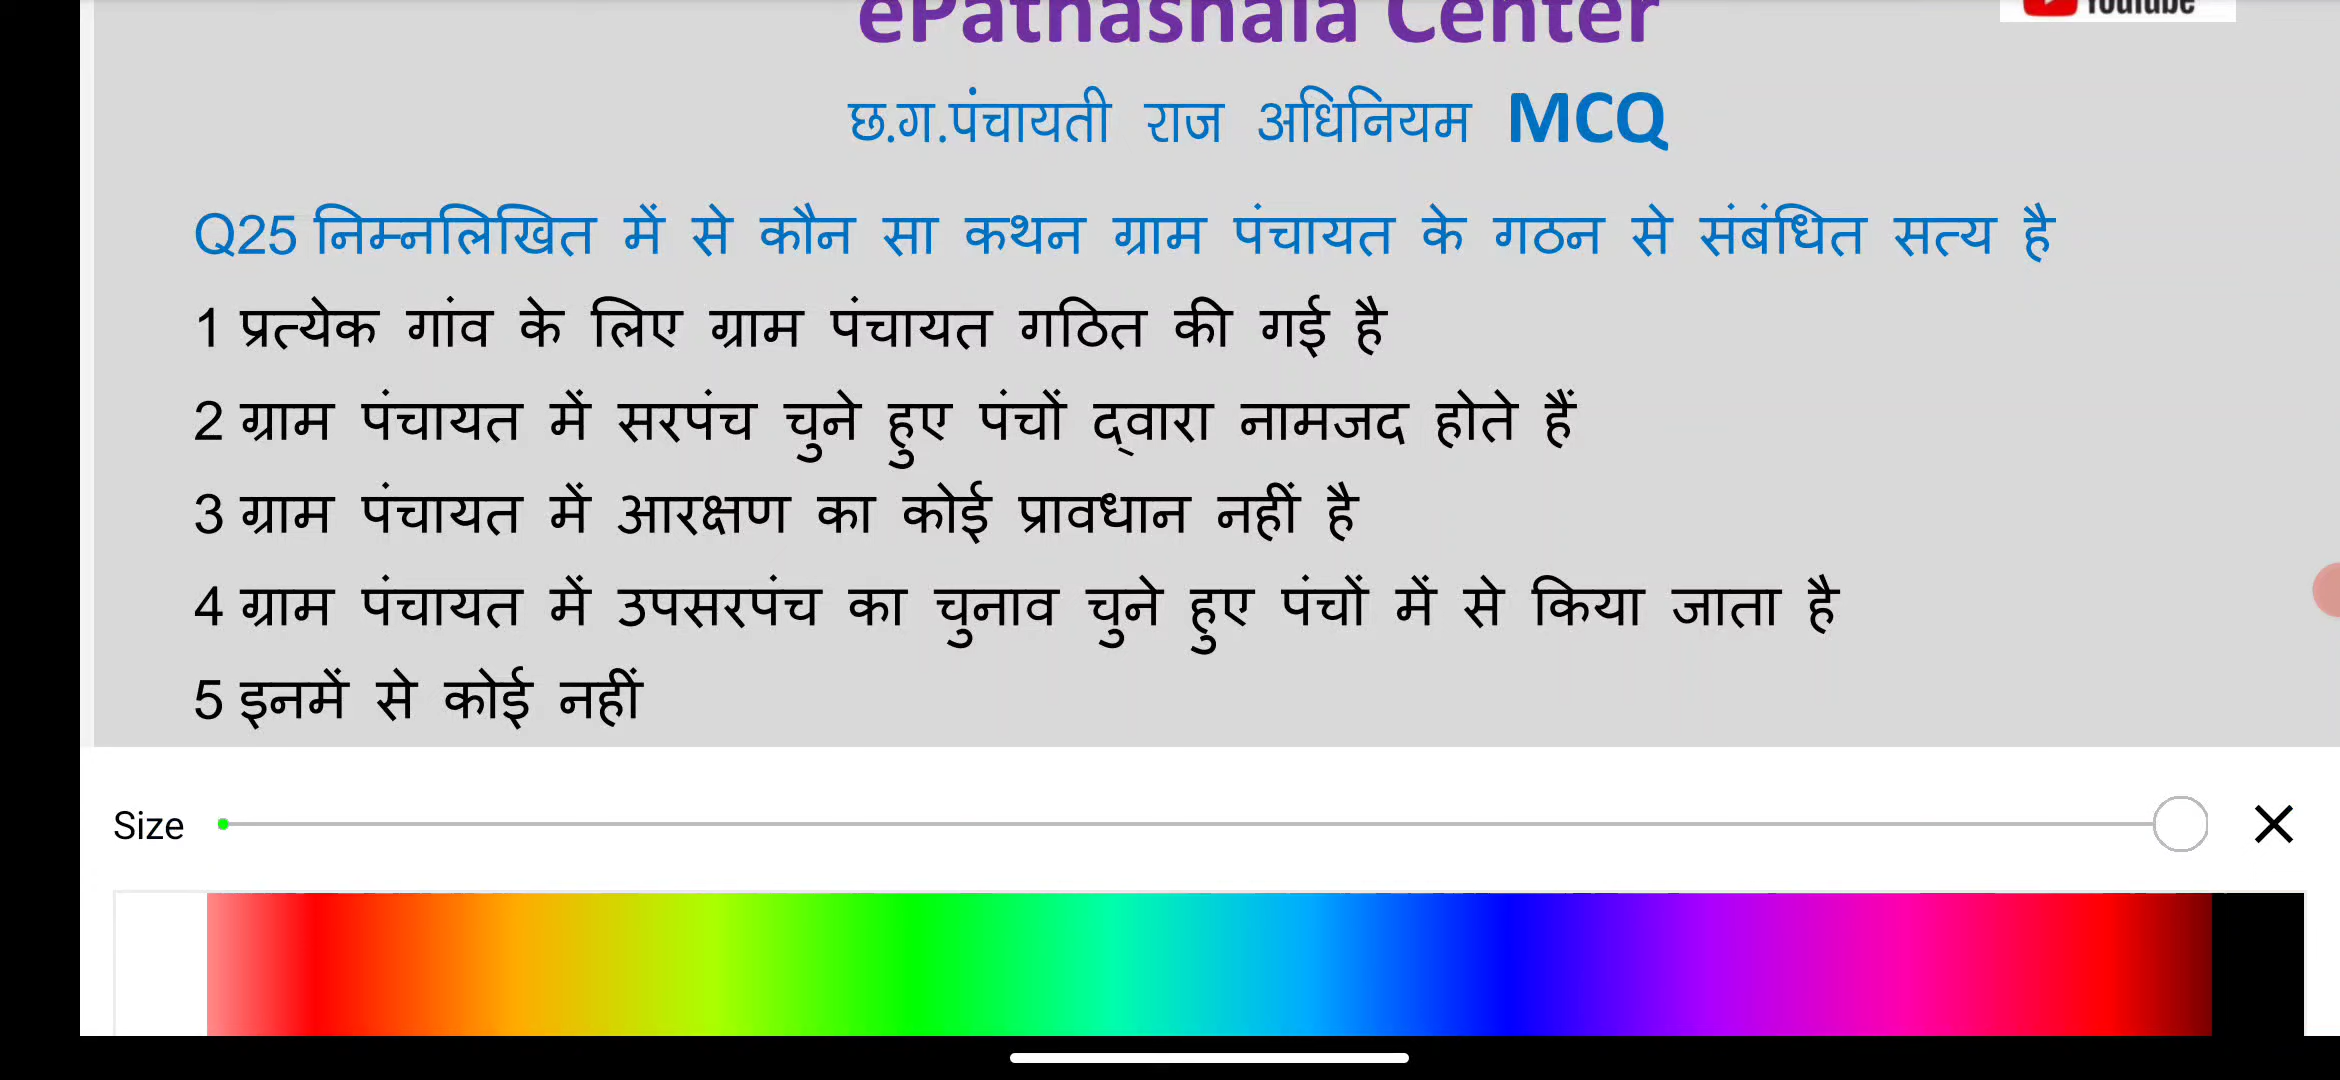 ePathashala Center
YouTube
छ.ग.पंचायती राज अधिनियम MCQ
Q25 निम्नलिखित में से कौन सा कथन ग्राम पंचायत के गठन से संबंधित सत्य है
1 प्रत्येक गांव के लिए ग्राम पंचायत गठित की गई है
2 ग्राम पंचायत में सरपंच चुने हुए पंचों द्वारा नामजद होते हैं
3 ग्राम पंचायत में आरक्षण का कोई प्रावधान नहीं है
4 ग्राम पंचायत में उपसरपंच का चुनाव चुने हुए पंचों में से किया जाता है
5 इनमें से कोई नहीं
Size